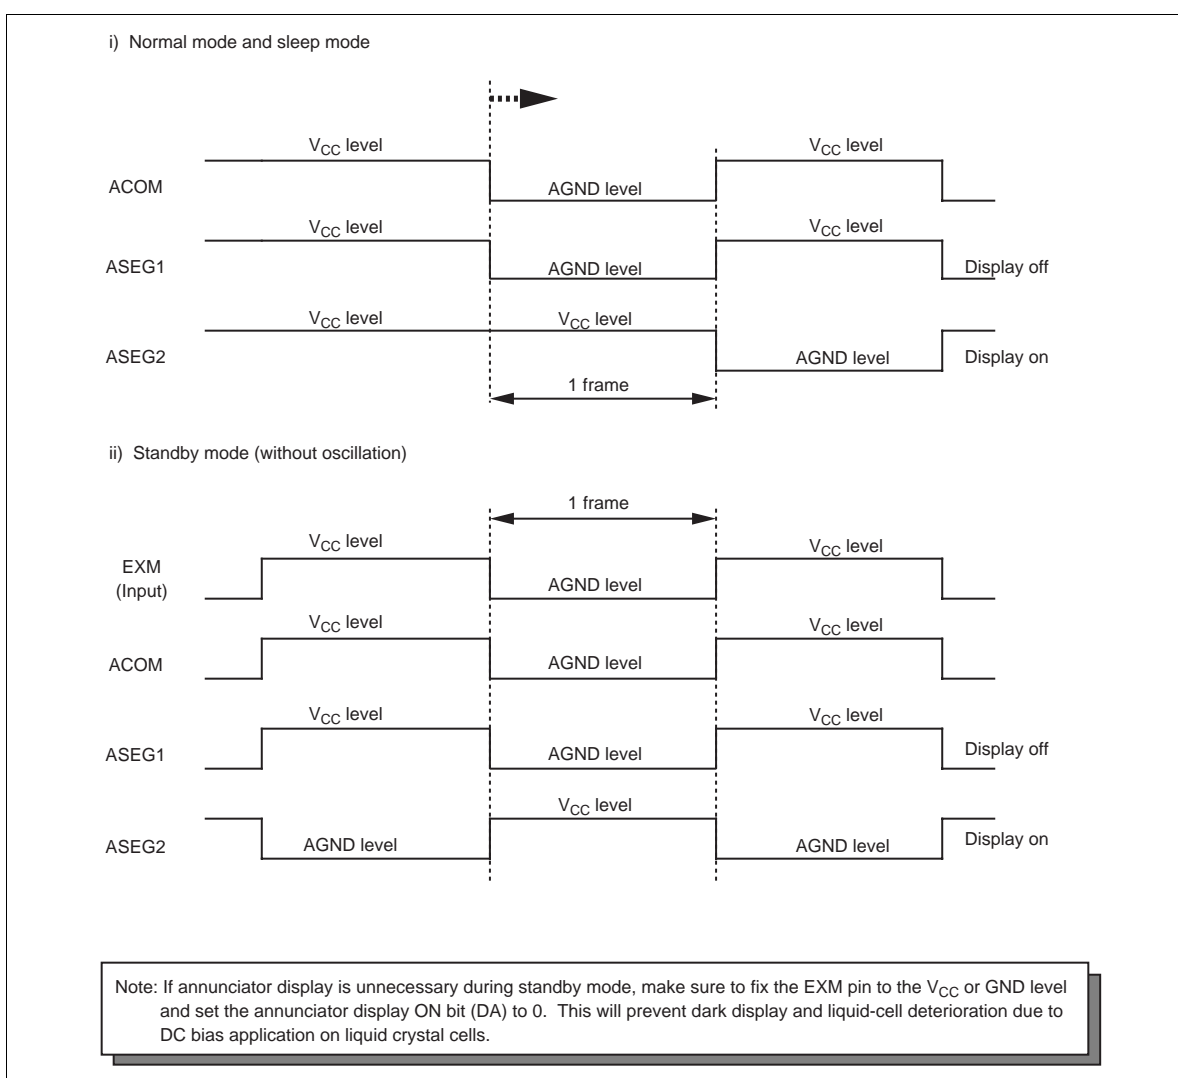 i) Normal mode and sleep mode
VCC level VCC level
ACOM AGND level
VCC level VCC level
ASEG1 AGND level Display off
VCC level VCC level
ASEG2 AGND level Display on
1 frame
ii) Standby mode (without oscillation)
1 frame
VCC level VCC level
EXM
(Input) AGND level
VCC level VCC level
ACOM AGND level
VCC level VCC level
ASEG1 AGND level Display off
VCC level
ASEG2 AGND level AGND level Display on
Note: If annunciator display is unnecessary during standby mode, make sure to fix the EXM pin to the VCC or GND level
and set the annunciator display ON bit (DA) to 0. This will prevent dark display and liquid-cell deterioration due to
DC bias application on liquid crystal cells.